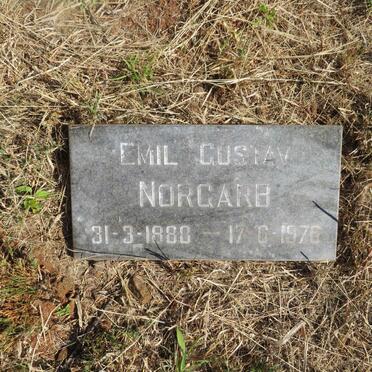 EMIL GUSTAV
NORGARB
31-3-1888 — 17-6-1976